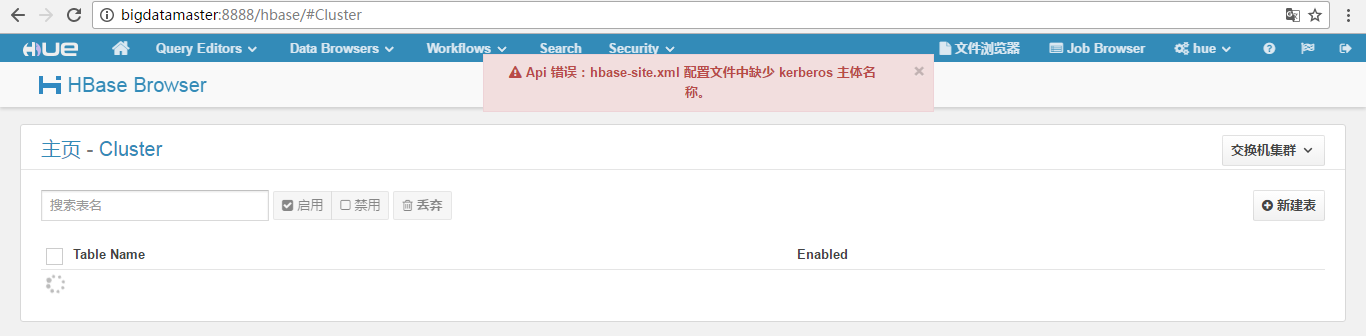 bigdatamaster:8888/hbase/#Cluster
HUE Query Editors Data Browsers Workflows Search Security 文件浏览器 Job Browser hue
Api 错误：hbase-site.xml 配置文件中缺少 kerberos 主体名
称。
HBase Browser
主页 - Cluster 交换机集群
搜索表名 启用 禁用 丢弃 新建表
Table Name Enabled